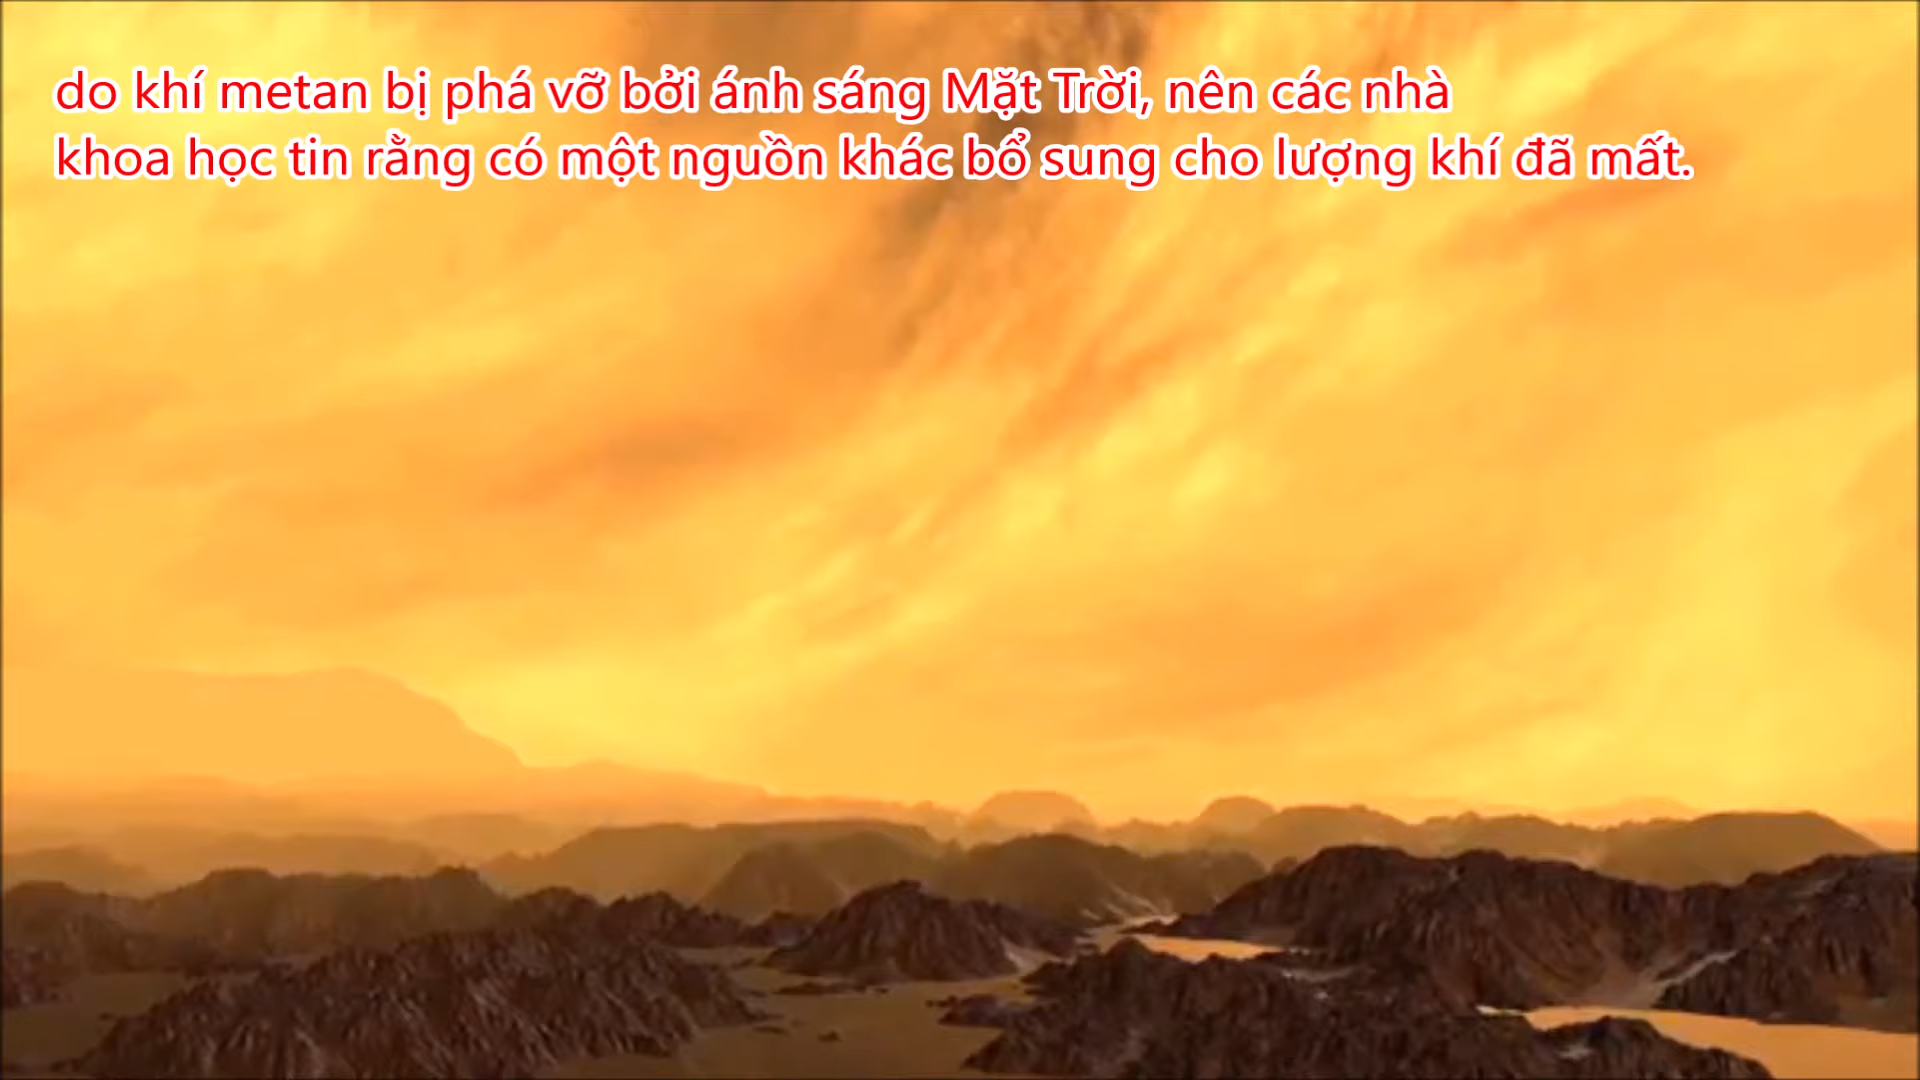 do khí metan bị phá vỡ bởi ánh sáng Mặt Trời, nên các nhà
khoa học tin rằng có một nguồn khác bổ sung cho lượng khí đã mất.